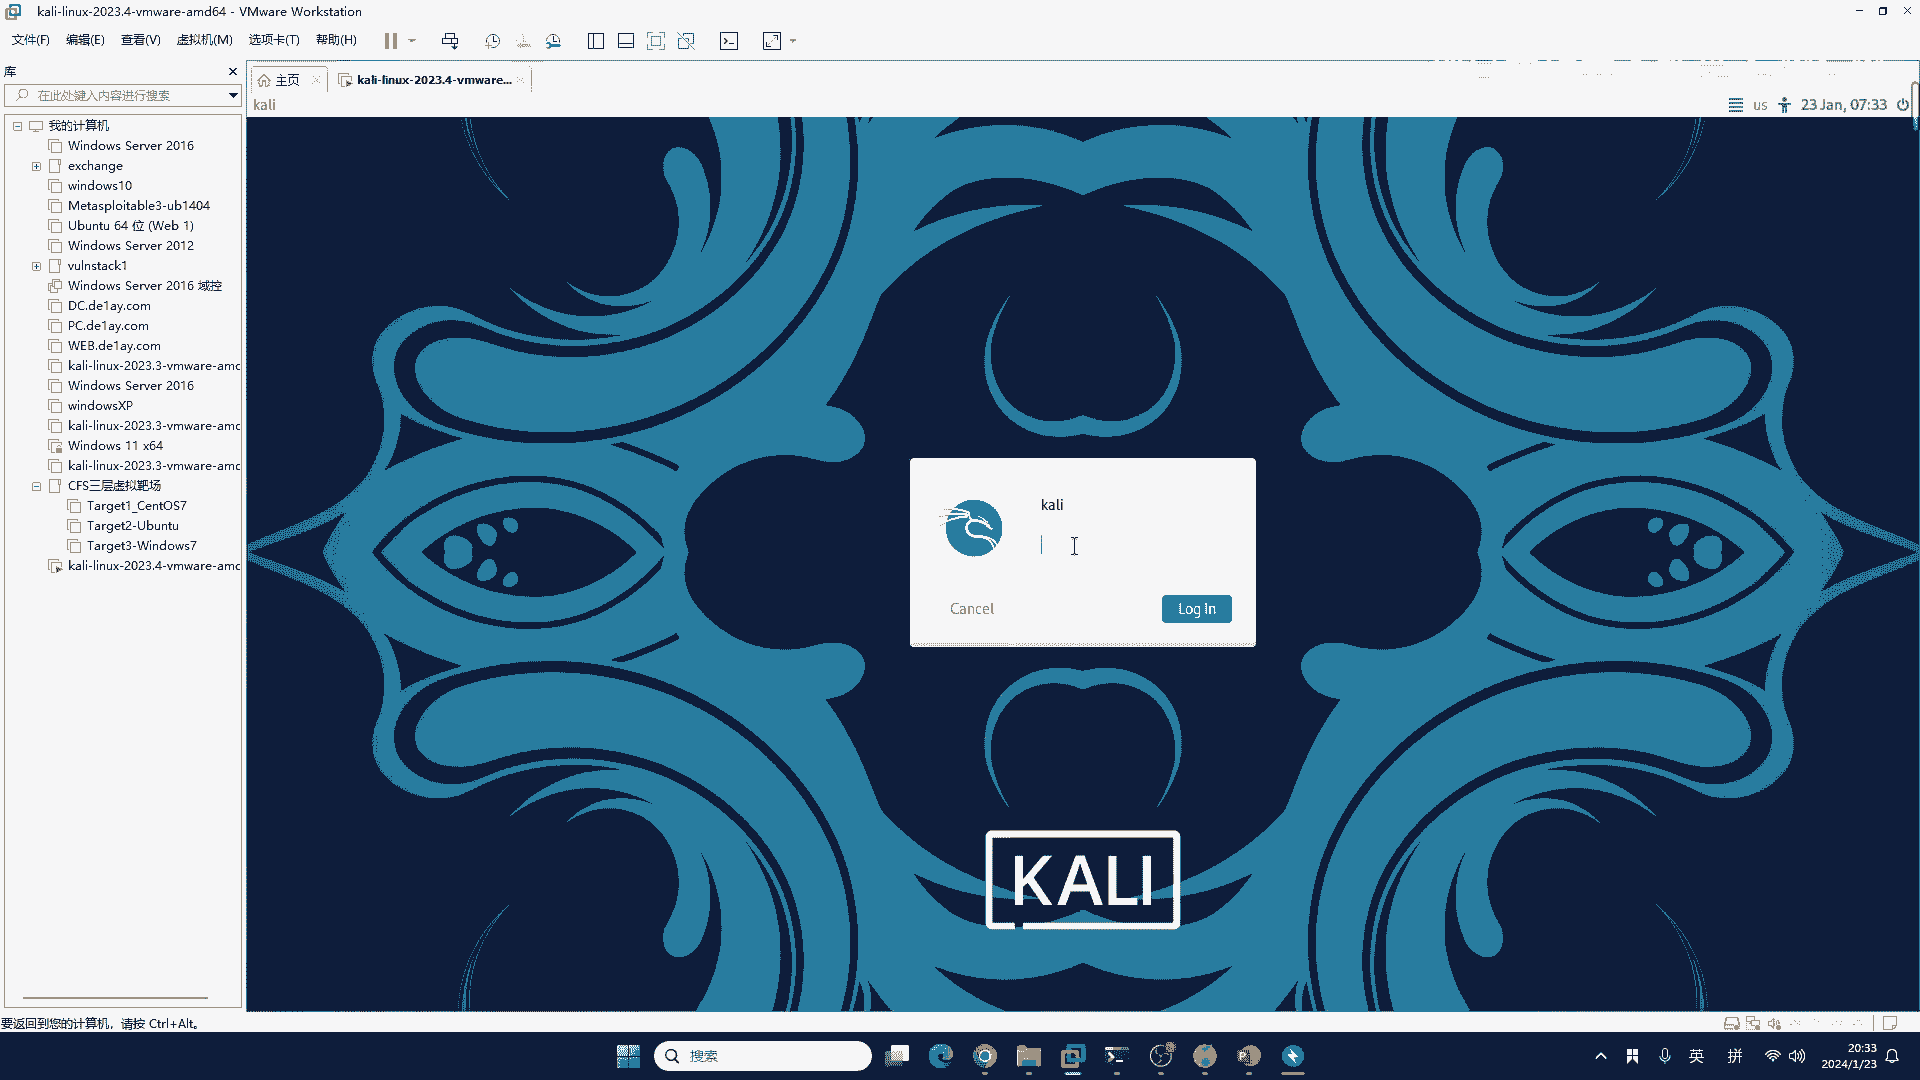 kali-linux-2023.4-vmware-amd64 - VMware Workstation
文件(F) 编辑(E) 查看(V) 虚拟机(M) 选项卡(T) 帮助(H)
库
在此处键入内容进行搜索
主页
kali-linux-2023.4-vmware...
kali
us
23 Jan, 07:33
我的计算机
Windows Server 2016
exchange
windows10
Metasploitable3-ub1404
Ubuntu 64 位 (Web 1)
Windows Server 2012
vulnstack1
Windows Server 2016 域控
DC.de1ay.com
PC.de1ay.com
WEB.de1ay.com
kali-linux-2023.3-vmware-amd
Windows Server 2016
windowsXP
kali-linux-2023.3-vmware-amd
Windows 11 x64
kali-linux-2023.3-vmware-amd
CFS三层虚拟靶场
Target1_CentOS7
Target2-Ubuntu
Target3-Windows7
kali-linux-2023.4-vmware-amd
kali
Cancel
Log In
KALI
要返回到您的计算机，请按 Ctrl+Alt。
搜索
英
拼
20:33
2024/1/23